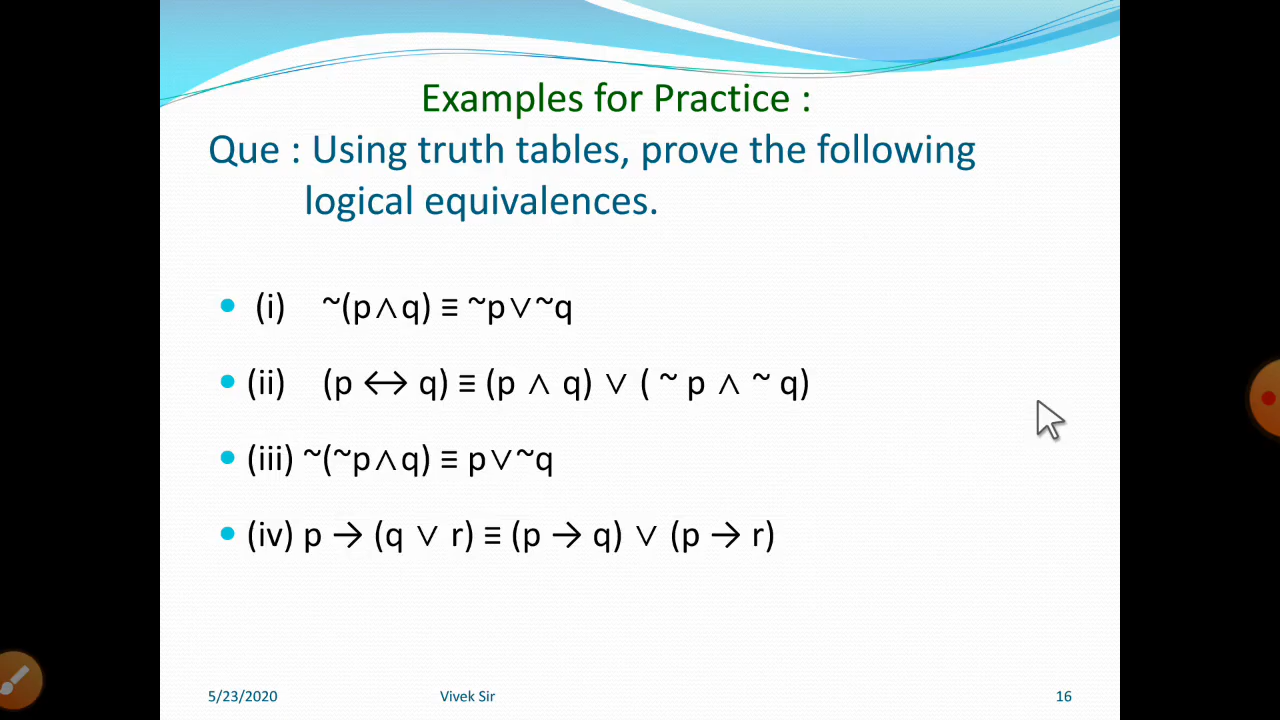 Examples for Practice :
Que : Using truth tables, prove the following
logical equivalences.
(i) ~(p∧q) ≡ ~p∨~q
(ii) (p ↔ q) ≡ (p ∧ q) ∨ ( ~ p ∧ ~ q)
(iii) ~(~p∧q) ≡ p∨~q
(iv) p → (q ∨ r) ≡ (p → q) ∨ (p → r)
5/23/2020 Vivek Sir 16